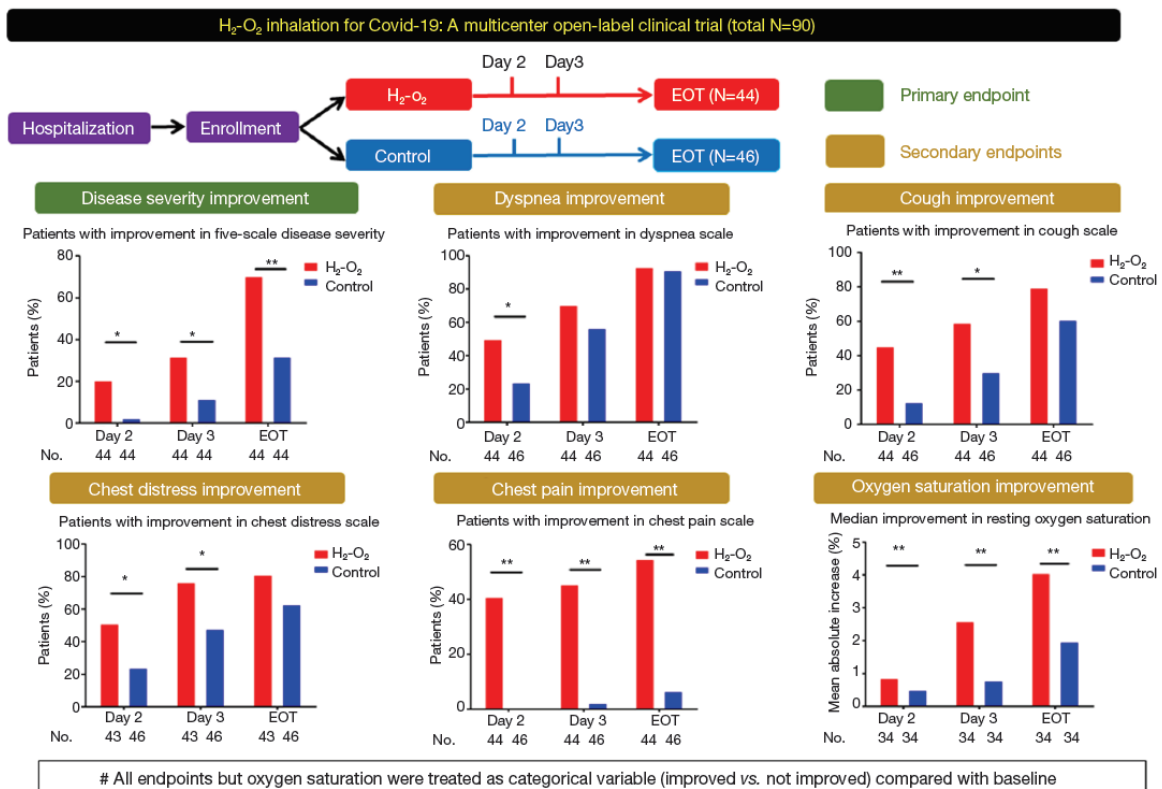 H₂-O₂ inhalation for Covid-19: A multicenter open-label clinical trial (total N=90)
Day 2 Day3
H₂-o₂
EOT (N=44)
Primary endpoint
Hospitalization
Enrollment
Day 2 Day3
Control
EOT (N=46)
Secondary endpoints
Disease severity improvement
Patients with improvement in five-scale disease severity
Patients (%)
80
60
40
20
0
* * **
H₂-O₂
Control
Day 2 Day 3 EOT
No. 44 44 44 44 44 44
Dyspnea improvement
Patients with improvement in dyspnea scale
Patients (%)
100
80
60
40
20
0
*
H₂-O₂
Control
Day 2 Day 3 EOT
No. 44 46 44 46 44 46
Cough improvement
Patients with improvement in cough scale
Patients (%)
100
80
60
40
20
0
** *
H₂-O₂
Control
Day 2 Day 3 EOT
No. 44 46 44 46 44 46
Chest distress improvement
Patients with improvement in chest distress scale
Patients (%)
100
80
60
40
20
0
* *
H₂-O₂
Control
Day 2 Day 3 EOT
No. 43 46 43 46 43 46
Chest pain improvement
Patients with improvement in chest pain scale
Patients (%)
60
40
20
0
** ** **
H₂-O₂
Control
Day 2 Day 3 EOT
No. 44 46 44 46 44 46
Oxygen saturation improvement
Median improvement in resting oxygen saturation
Mean absolute increase (%)
5
4
3
2
1
0
** ** **
H₂-O₂
Control
Day 2 Day 3 EOT
No. 34 34 34 34 34 34
# All endpoints but oxygen saturation were treated as categorical variable (improved vs. not improved) compared with baseline